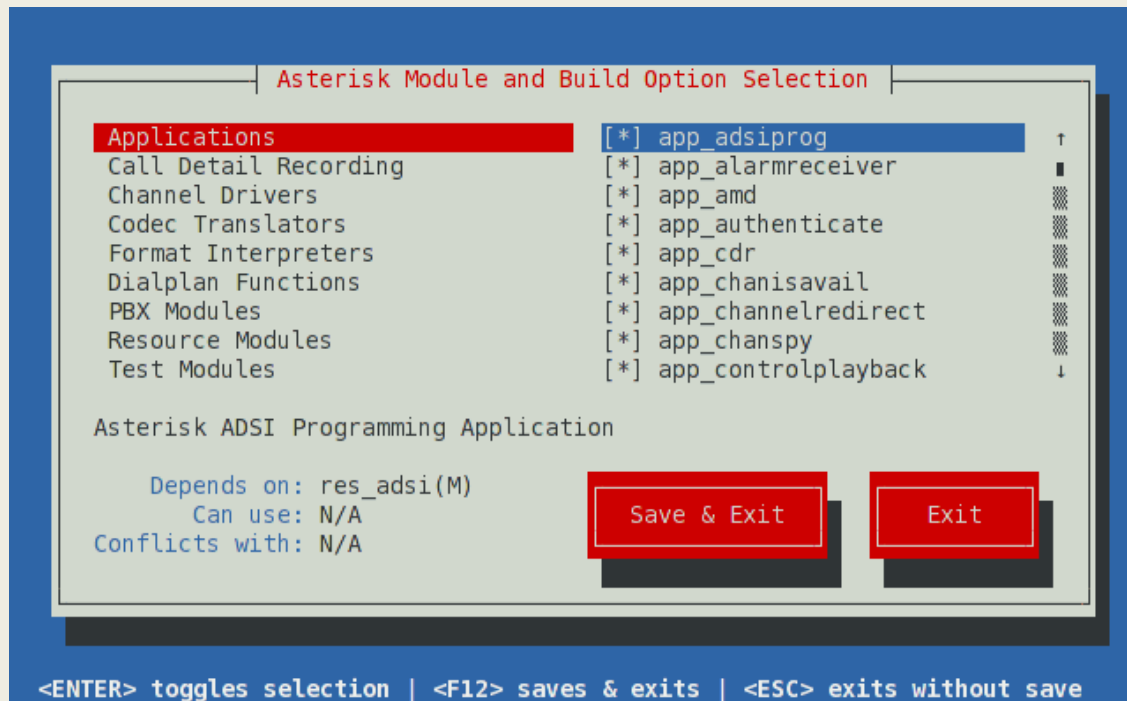 Asterisk Module and Build Option Selection
Applications [*] app_adsiprog ↑
Call Detail Recording [*] app_alarmreceiver
Channel Drivers [*] app_amd
Codec Translators [*] app_authenticate
Format Interpreters [*] app_cdr
Dialplan Functions [*] app_chanisavail
PBX Modules [*] app_channelredirect
Resource Modules [*] app_chanspy
Test Modules [*] app_controlplayback ↓
Asterisk ADSI Programming Application
Depends on: res_adsi(M)
Can use: N/A
Conflicts with: N/A
Save & Exit
Exit
<ENTER> toggles selection | <F12> saves & exits | <ESC> exits without save